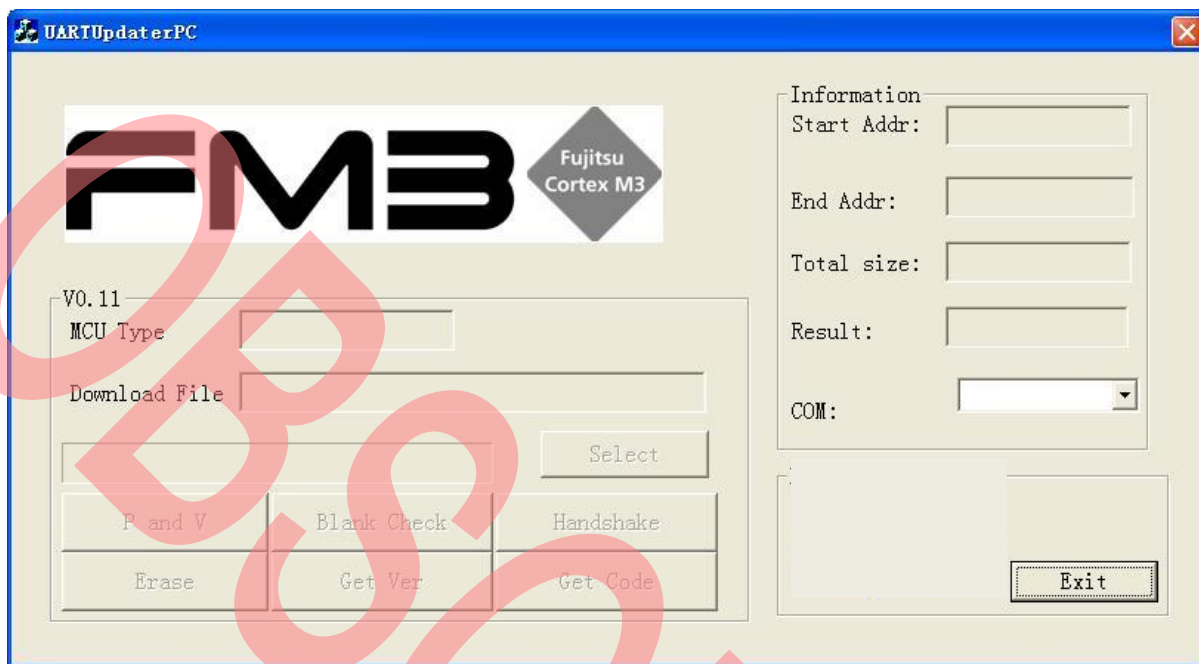 UARTUpdaterPC
FM3
Fujitsu
Cortex M3
Information
Start Addr:
End Addr:
Total size:
Result:
COM:
V0.11
MCU Type
Download File
Select
P and V
Blank Check
Handshake
Erase
Get Ver
Get Code
Exit